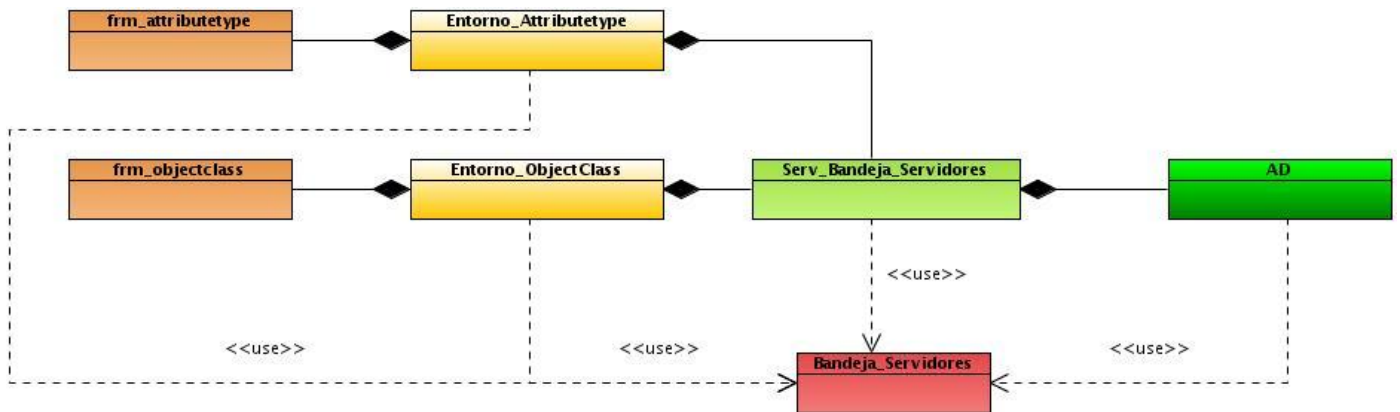 frm_attributetype
Entorno_Attributetype
frm_objectclass
Entorno_ObjectClass
Serv_Bandeja_Servidores
AD
<<use>>
<<use>>
<<use>>
<<use>>
Bandeja_Servidores